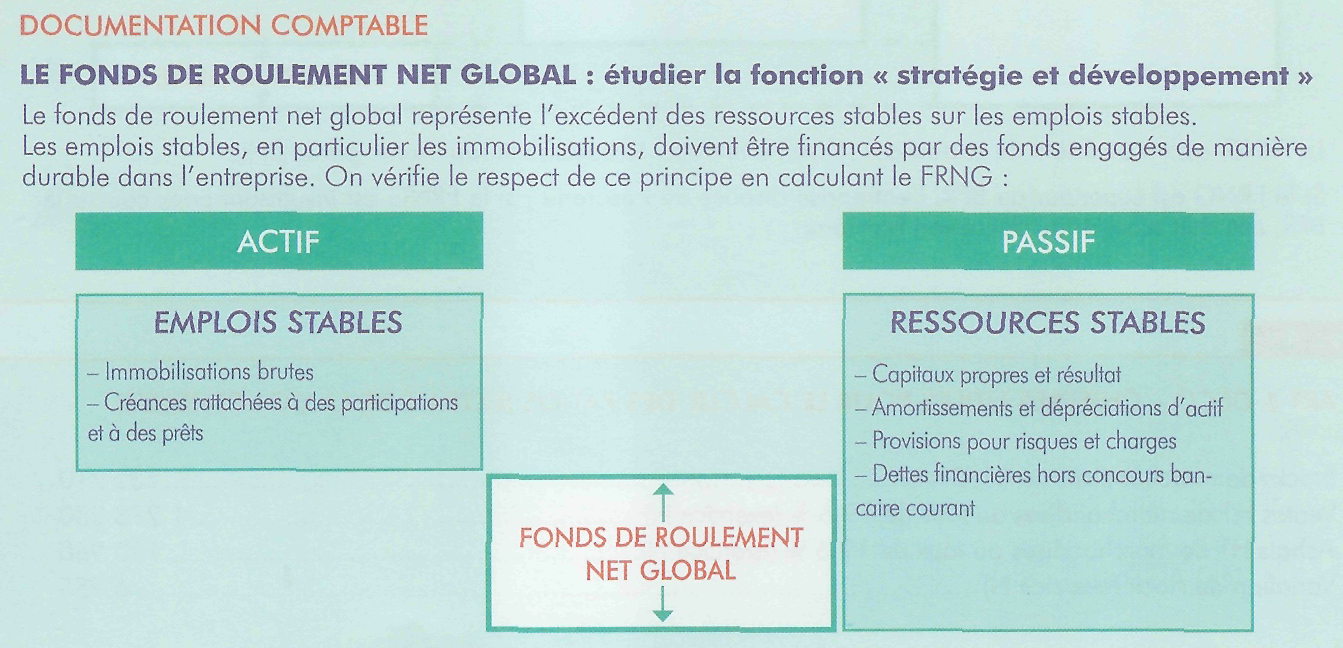 DOCUMENTATION COMPTABLE
LE FONDS DE ROULEMENT NET GLOBAL : étudier la fonction « stratégie et développement »
Le fonds de roulement net global représente l'excédent des ressources stables sur les emplois stables.
Les emplois stables, en particulier les immobilisations, doivent être financés par des fonds engagés de manière
durable dans l'entreprise. On vérifie le respect de ce principe en calculant le FRNG :
ACTIF
EMPLOIS STABLES
– Immobilisations brutes
– Créances rattachées à des participations
et à des prêts
PASSIF
RESSOURCES STABLES
– Capitaux propres et résultat
– Amortissements et dépréciations d'actif
– Provisions pour risques et charges
– Dettes financières hors concours ban-
caire courant
FONDS DE ROULEMENT
NET GLOBAL